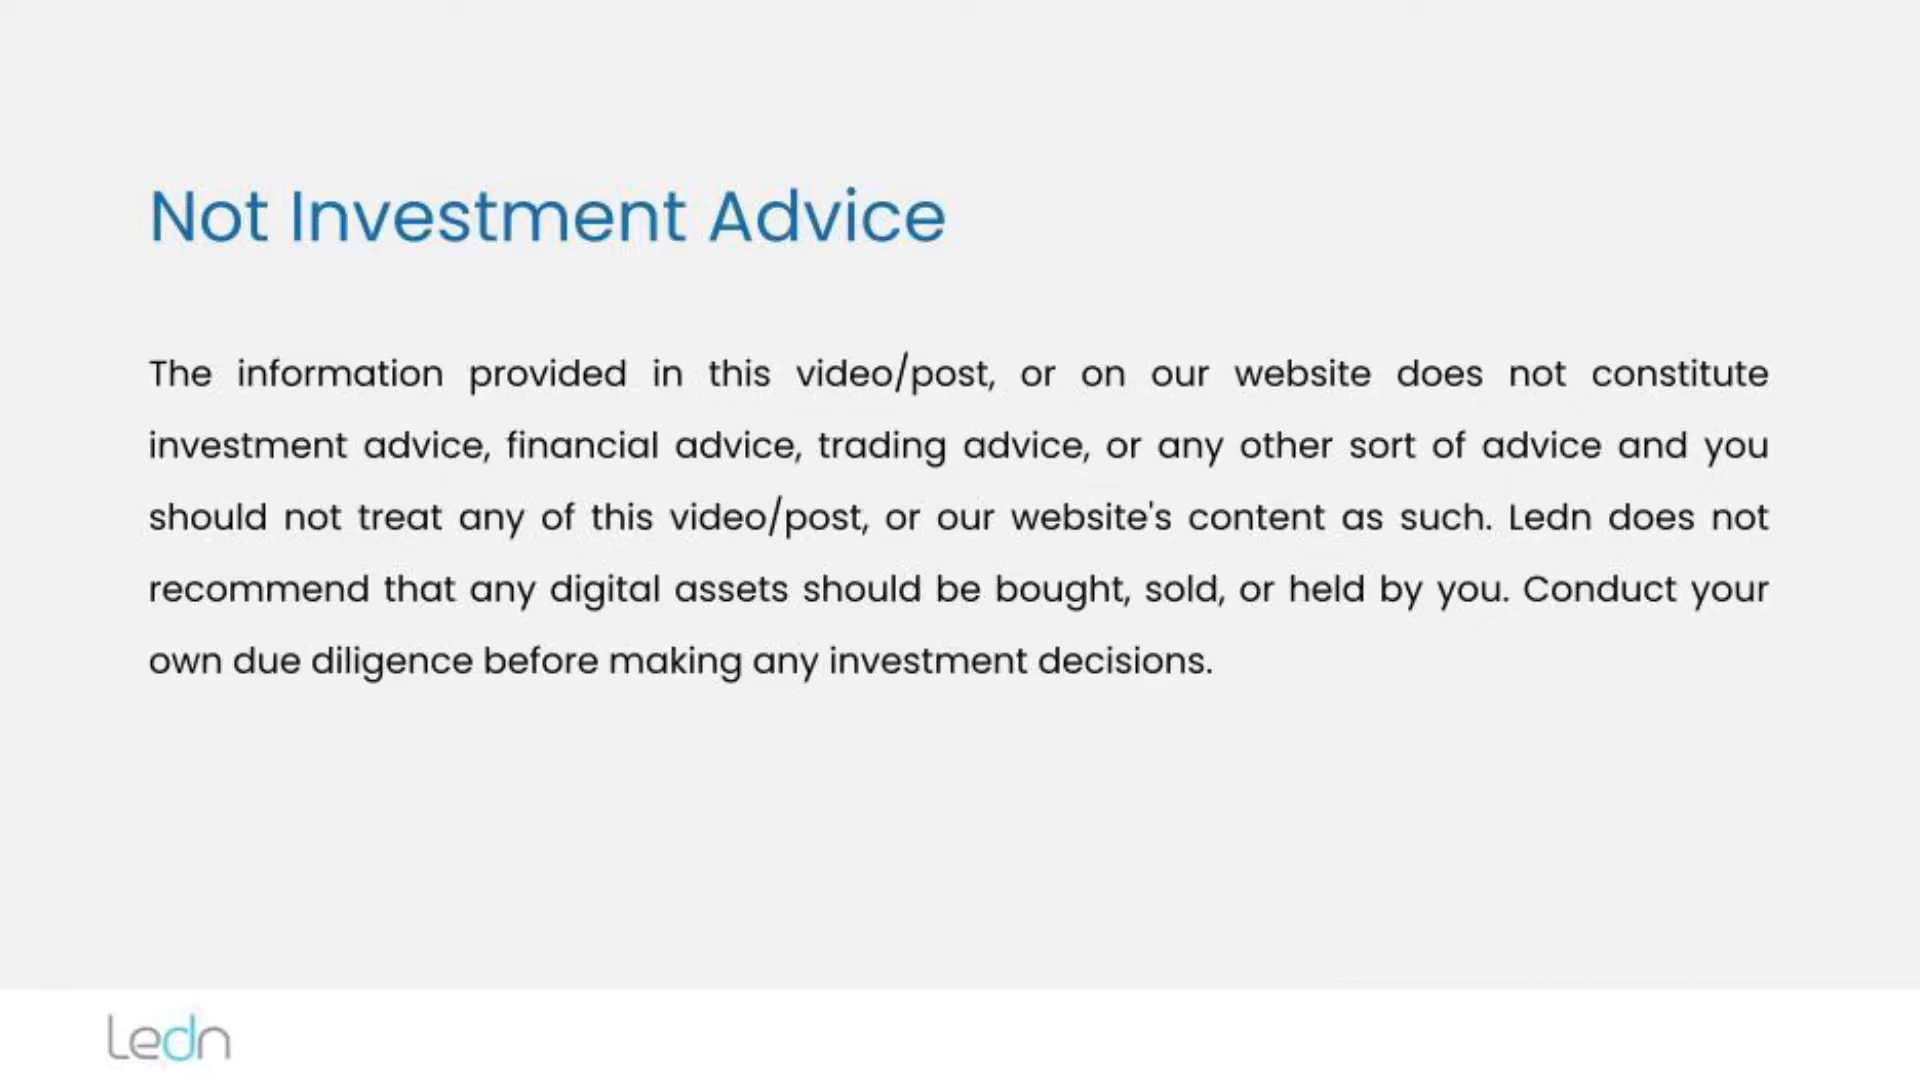 Not Investment Advice
The information provided in this video/post, or on our website does not constitute
investment advice, financial advice, trading advice, or any other sort of advice and you
should not treat any of this video/post, or our website's content as such. Ledn does not
recommend that any digital assets should be bought, sold, or held by you. Conduct your
own due diligence before making any investment decisions.
Ledn